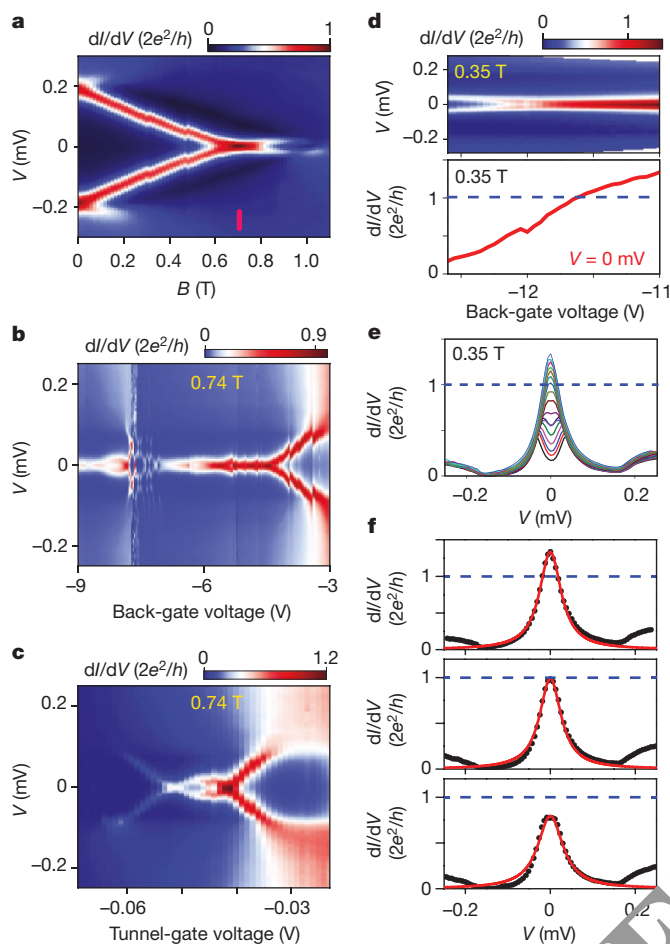 a
dI/dV (2e²/h) 0 1
0.2
0
−0.2
V (mV)
0 0.2 0.4 0.6 0.8 1.0
B (T)
b
dI/dV (2e²/h) 0 0.9
0.74 T
0.2
0
−0.2
V (mV)
−9 −6 −3
Back-gate voltage (V)
c
dI/dV (2e²/h) 0 1.2
0.74 T
0.2
0
−0.2
V (mV)
−0.06 −0.03
Tunnel-gate voltage (V)
d
dI/dV (2e²/h) 0 1
0.35 T
0.2
0
−0.2
V (mV)
0.35 T
1
0
dI/dV (2e²/h)
V = 0 mV
−12 −11
Back-gate voltage (V)
e
0.35 T
1
0
dI/dV (2e²/h)
−0.2 0 0.2
V (mV)
f
1
0
dI/dV (2e²/h)
1
0
dI/dV (2e²/h)
1
0
dI/dV (2e²/h)
−0.2 0 0.2
V (mV)